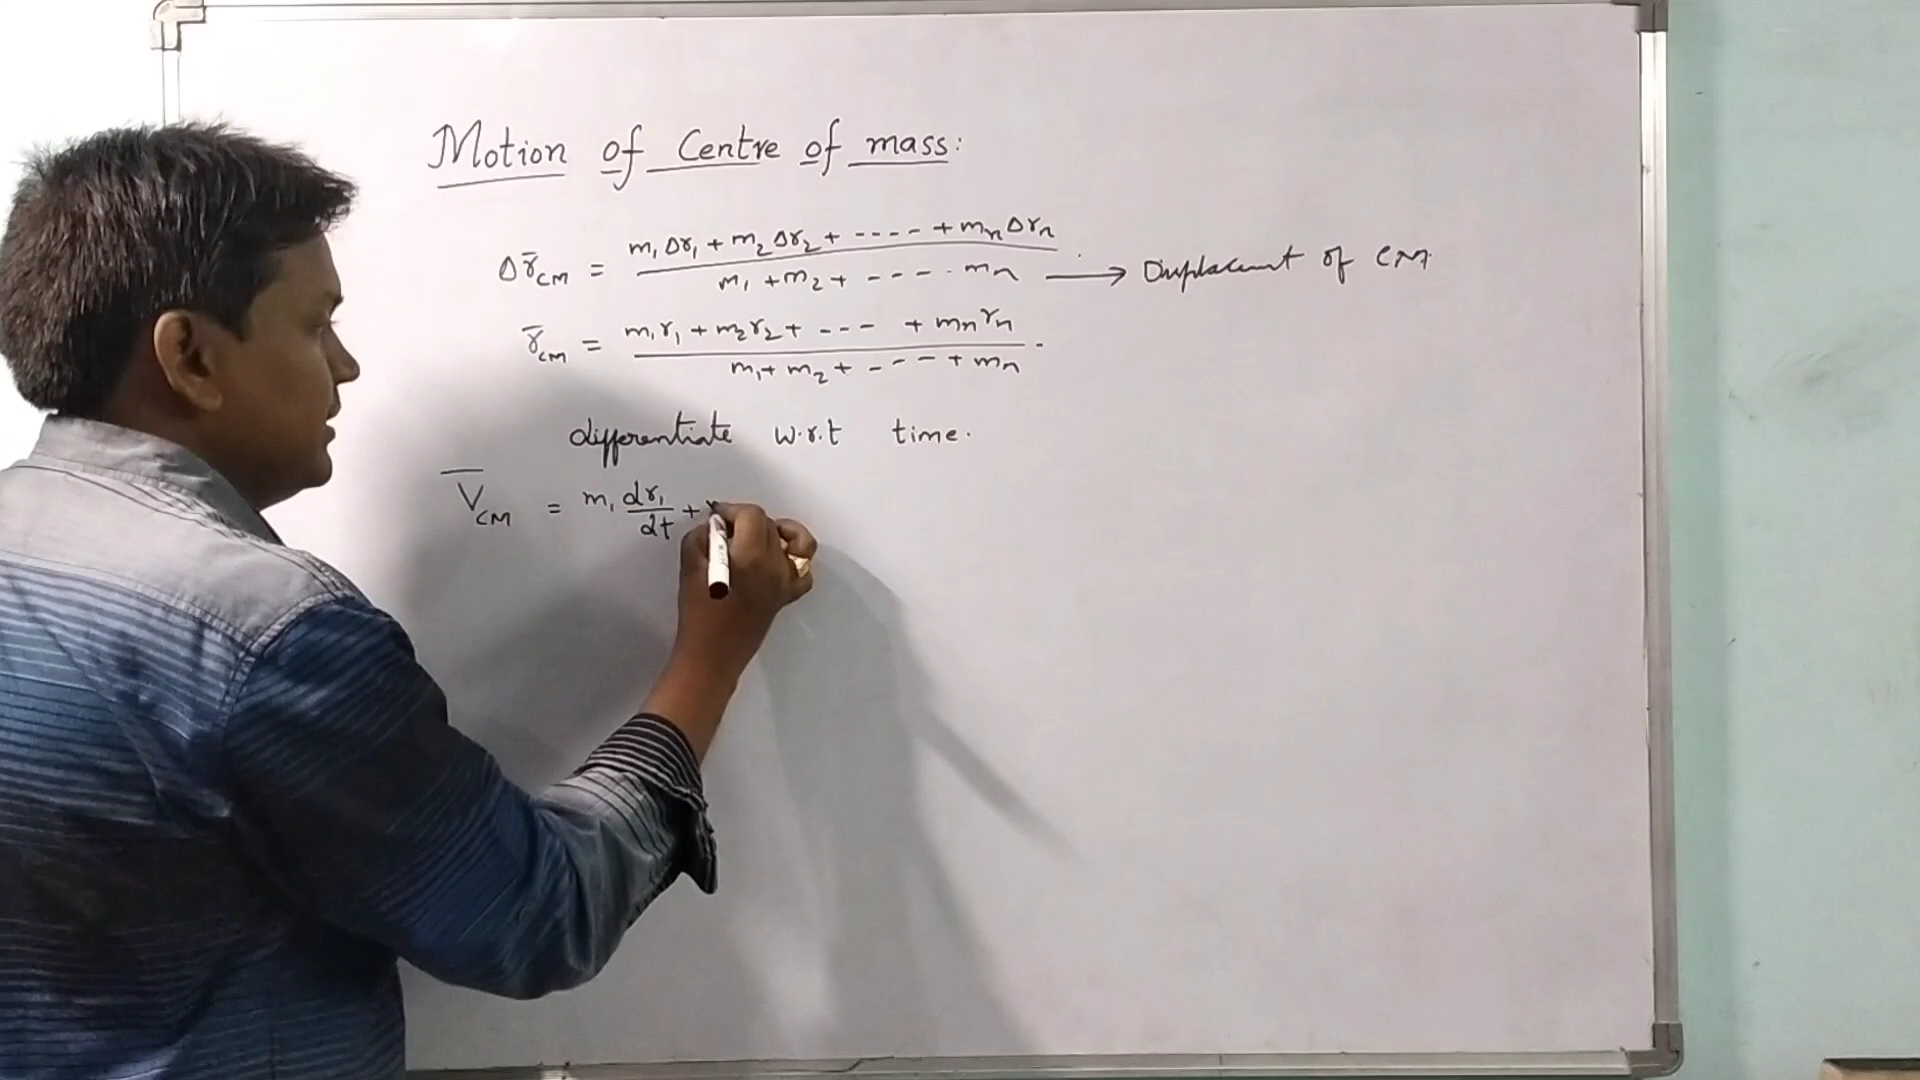 Motion of Centre of mass:
Δr̄CM = (m₁Δr₁ + m₂Δr₂ + ---- + mₙΔrₙ) / (m₁ + m₂ + ---- mₙ) → Displacement of CM.
r̄CM = (m₁r₁ + m₂r₂ + --- + mₙrₙ) / (m₁ + m₂ + ---- + mₙ).
differentiate w.r.t time.
V̄CM = m₁ dr₁/dt +